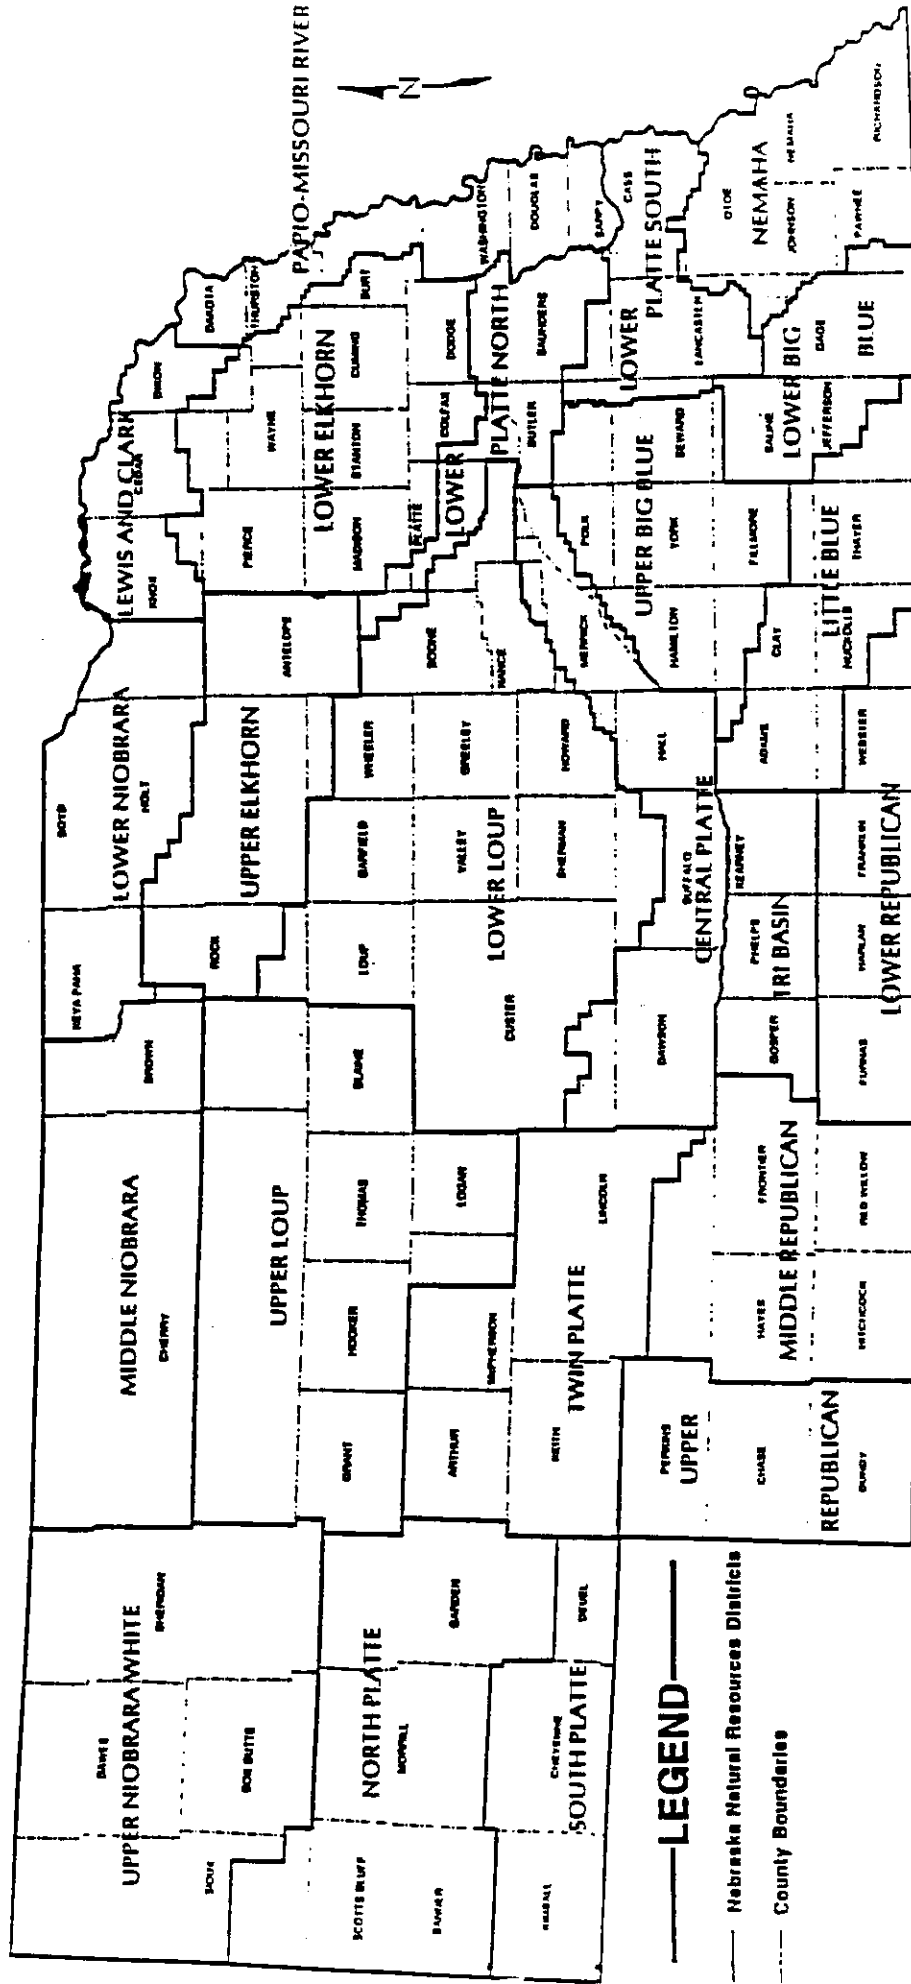 PAPIO-MISSOURI RIVER
N
LEWIS AND CLARK
LOWER NIOBRARA
MIDDLE NIOBRARA
UPPER NIOBRARA WHITE
UPPER ELKHORN
LOWER ELKHORN
UPPER LOUP
LOWER LOUP
LOWER
PLATTE NORTH
LOWER
PLATTE SOUTH
NEMAHA
NORTH PLATTE
SOUTH PLATTE
TWIN PLATTE
CENTRAL PLATTE
UPPER BIG BLUE
LOWER BIG
BLUE
LITTLE BLUE
TRI BASIN
UPPER
REPUBLICAN
MIDDLE REPUBLICAN
LOWER REPUBLICAN
SIOUX
DAWES
BOX BUTTE
SHERIDAN
SCOTTS BLUFF
BANNER
MORRILL
GARDEN
KIMBALL
CHEYENNE
DEUEL
CHERRY
BROWN
KEYA PAHA
ROCK
BOYD
HOLT
KNOX
CEDAR
DIXON
DAKOTA
THURSTON
ANTELOPE
PIERCE
WAYNE
GRANT
HOOKER
THOMAS
BLAINE
LOUP
GARFIELD
WHEELER
MADISON
STANTON
CUMING
BURT
ARTHUR
McPHERSON
LOGAN
CUSTER
VALLEY
GREELEY
BOONE
NANCE
PLATTE
COLFAX
DODGE
WASHINGTON
KEITH
LINCOLN
SHERMAN
HOWARD
MERRICK
POLK
BUTLER
SAUNDERS
DOUGLAS
SARPY
PERKINS
DAWSON
BUFFALO
HALL
HAMILTON
YORK
SEWARD
LANCASTER
CASS
OTOE
CHASE
HAYES
FRONTIER
GOSPER
PHELPS
KEARNEY
ADAMS
CLAY
FILLMORE
SALINE
GAGE
JOHNSON
NEMAHA
DUNDY
HITCHCOCK
RED WILLOW
FURNAS
HARLAN
FRANKLIN
WEBSTER
NUCKOLLS
THAYER
JEFFERSON
PAWNEE
RICHARDSON
LEGEND
Nebraska Natural Resources Districts
County Boundaries